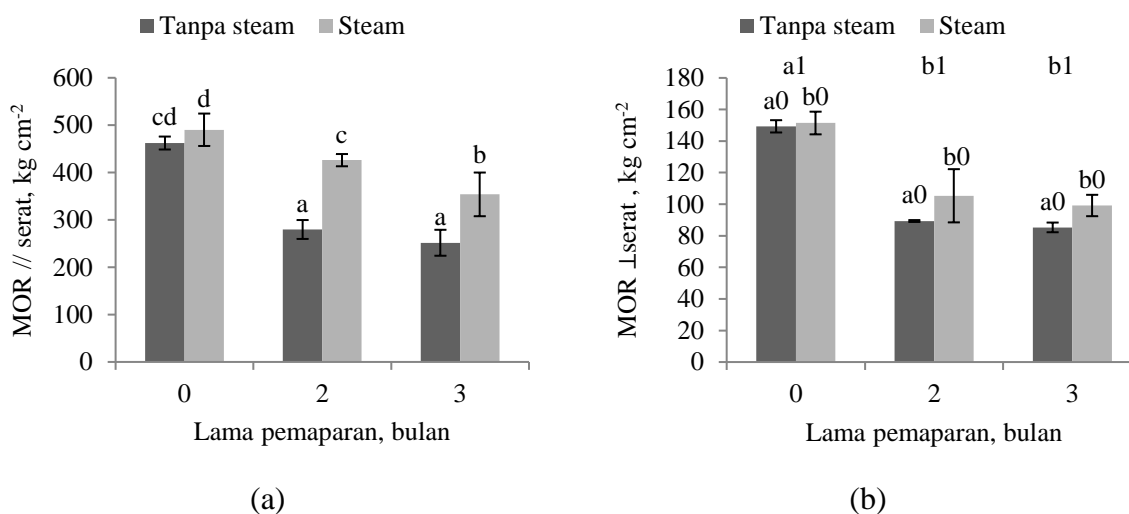 Tanpa steam Steam
MOR // serat, kg cm-2
600
500
400
300
200
100
0
cd d
a c
a b
0 2 3
Lama pemaparan, bulan
(a)
Tanpa steam Steam
a1 b1 b1
MOR ⊥serat , kg cm-2
180
160
140
120
100
80
60
40
20
0
a0 b0
a0 b0
a0 b0
0 2 3
Lama pemaparan, bulan
(b)